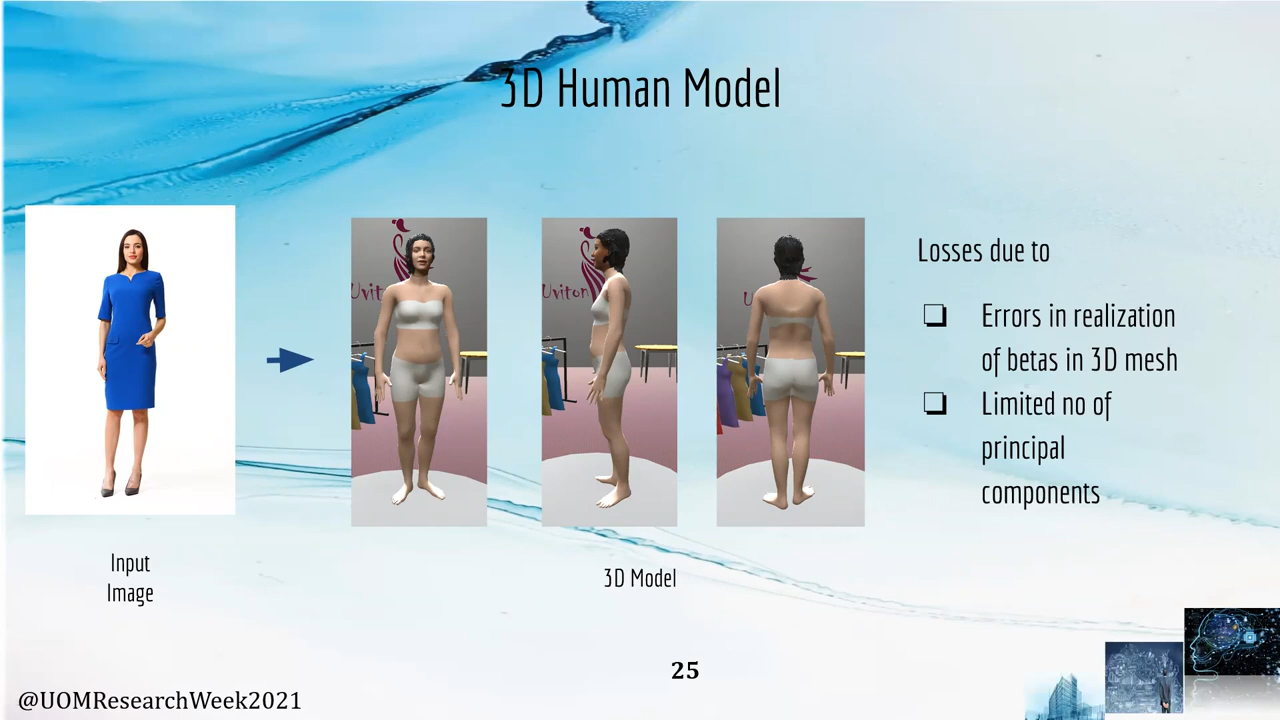 3D Human Model
Uviton
Losses due to
❏ Errors in realization
of betas in 3D mesh
❏ Limited no of
principal
components
Input
Image
3D Model
25
@UOMResearchWeek2021